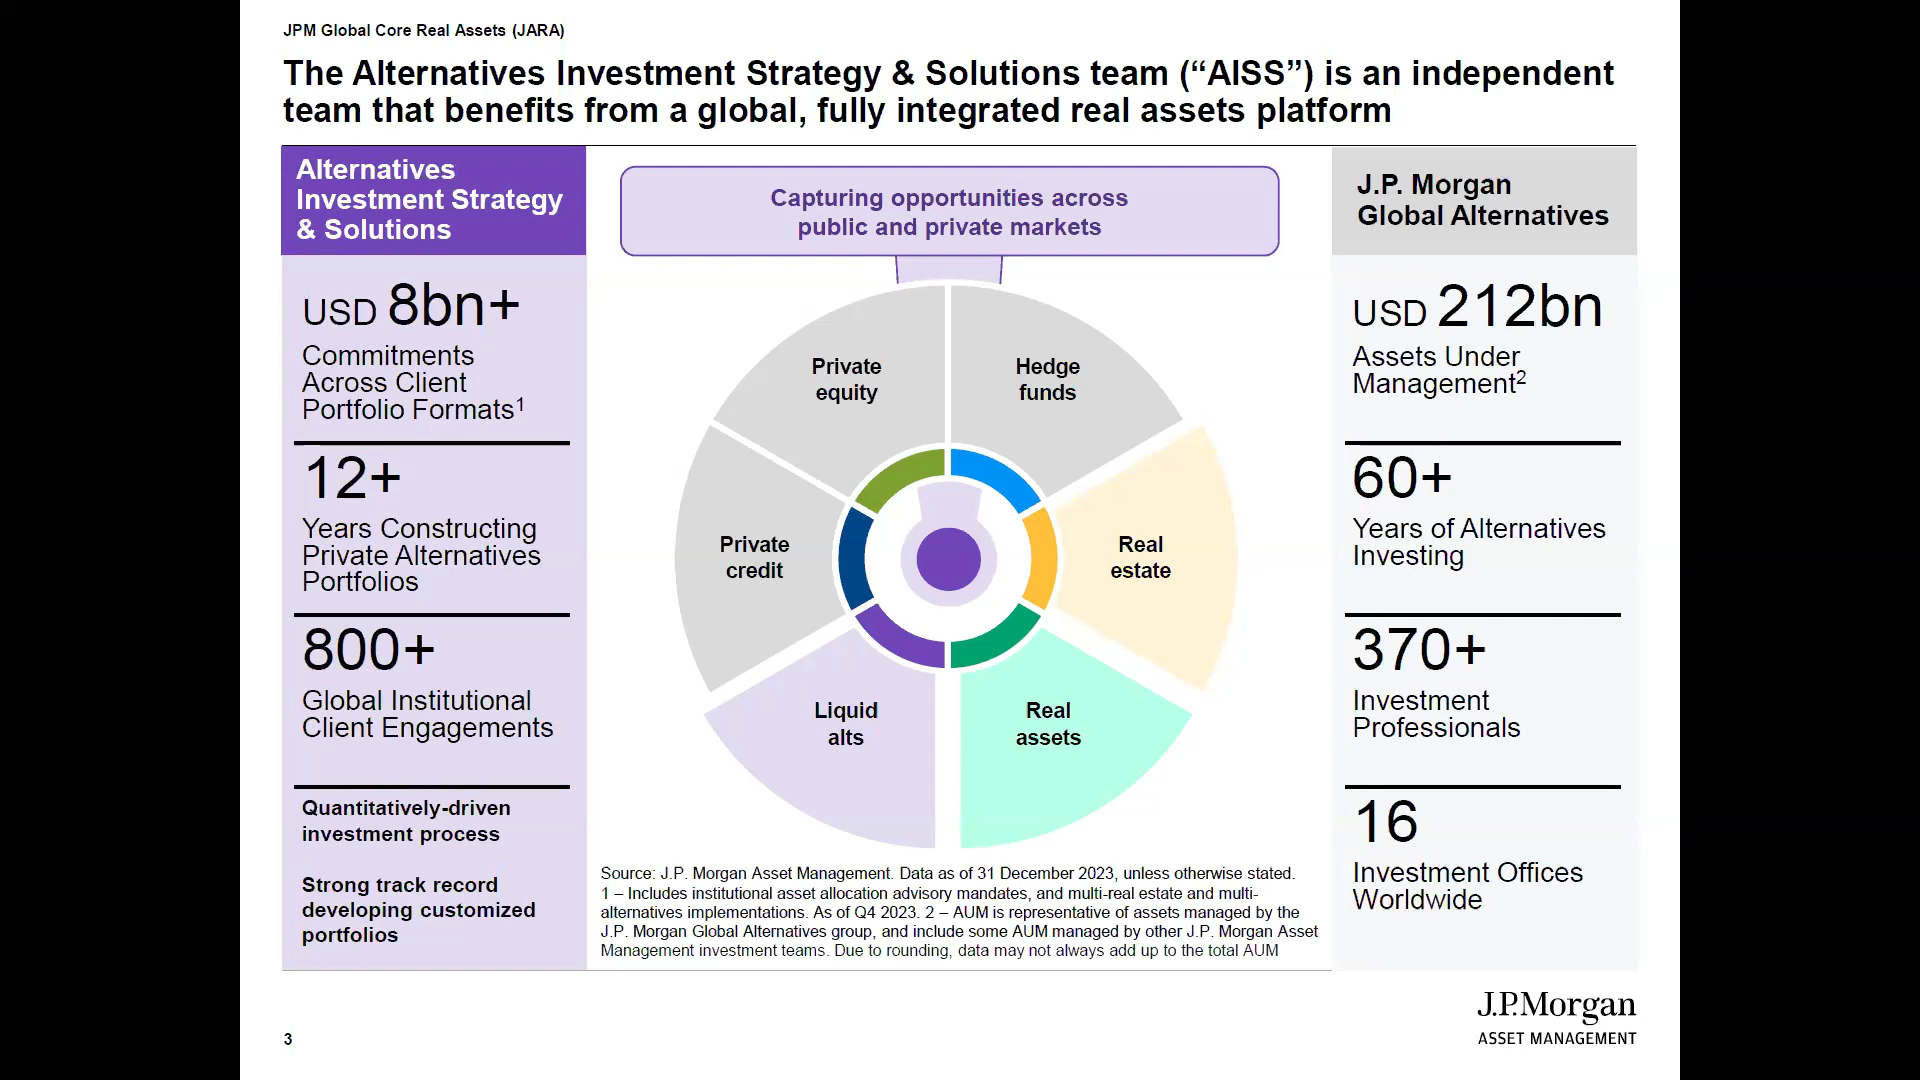 JPM Global Core Real Assets (JARA)
The Alternatives Investment Strategy & Solutions team (“AISS”) is an independent
team that benefits from a global, fully integrated real assets platform
Alternatives
Investment Strategy
& Solutions
USD 8bn+
Commitments
Across Client
Portfolio Formats1
12+
Years Constructing
Private Alternatives
Portfolios
800+
Global Institutional
Client Engagements
Quantitatively-driven
investment process
Strong track record
developing customized
portfolios
Capturing opportunities across
public and private markets
Private
equity
Hedge
funds
Private
credit
Real
estate
Liquid
alts
Real
assets
Source: J.P. Morgan Asset Management. Data as of 31 December 2023, unless otherwise stated.
1 – Includes institutional asset allocation advisory mandates, and multi-real estate and multi-
alternatives implementations. As of Q4 2023. 2 – AUM is representative of assets managed by the
J.P. Morgan Global Alternatives group, and include some AUM managed by other J.P. Morgan Asset
Management investment teams. Due to rounding, data may not always add up to the total AUM
J.P. Morgan
Global Alternatives
USD 212bn
Assets Under
Management2
60+
Years of Alternatives
Investing
370+
Investment
Professionals
16
Investment Offices
Worldwide
J.P.Morgan
ASSET MANAGEMENT
3